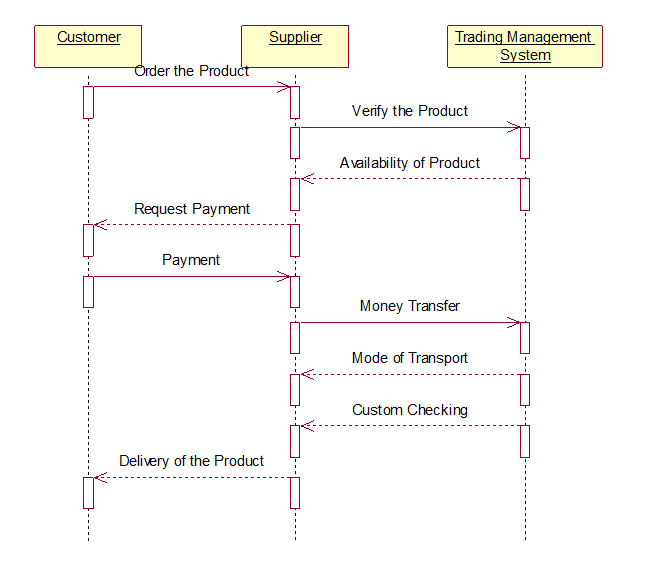 Customer
Supplier
Trading Management
System
Order the Product
Verify the Product
Availability of Product
Request Payment
Payment
Money Transfer
Mode of Transport
Custom Checking
Delivery of the Product